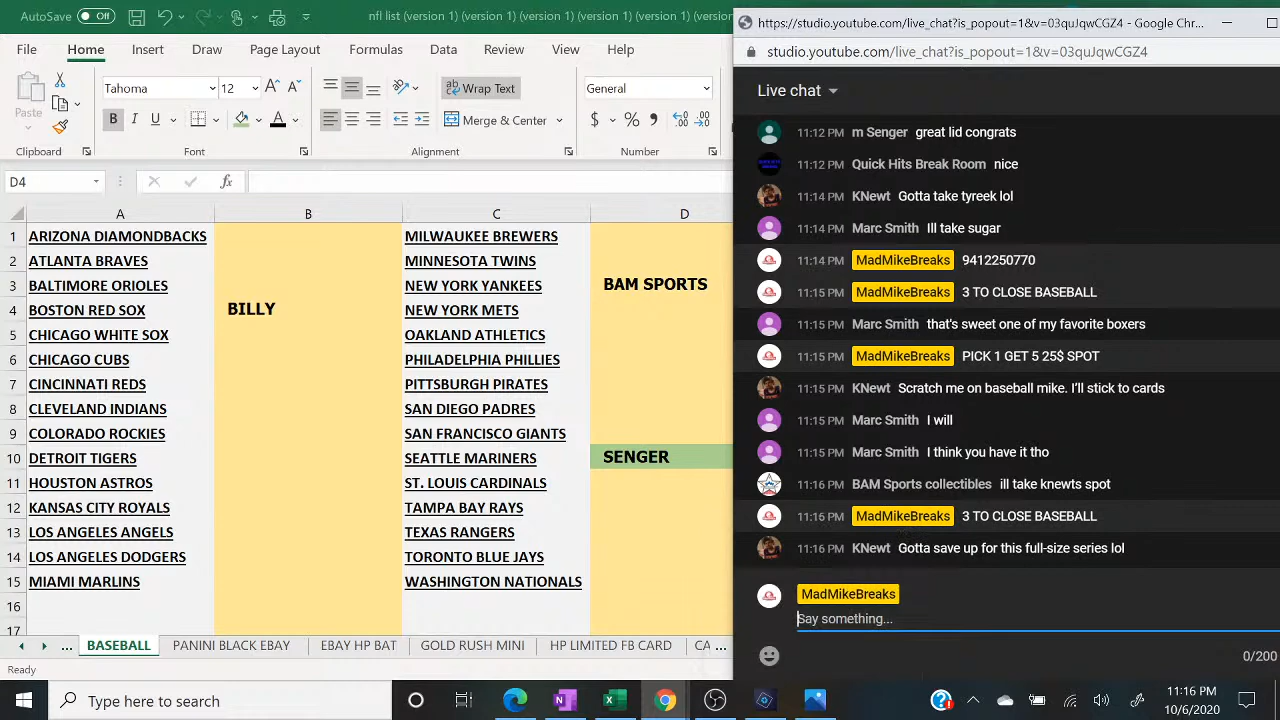 AutoSave Off nfl list (version 1) (version 1) (Off)
File Home Insert Draw Page Layout Formulas Data Review View Help
Tahoma 12 ab Wrap Text General
Paste B I U A Merge & Center $ % 9
Clipboard Font Alignment Number
D4 fx
A B C D
1 ARIZONA DIAMONDBACKS MILWAUKEE BREWERS
2 ATLANTA BRAVES MINNESOTA TWINS
3 BALTIMORE ORIOLES NEW YORK YANKEES BAM SPORTS
4 BOSTON RED SOX BILLY NEW YORK METS
5 CHICAGO WHITE SOX OAKLAND ATHLETICS
6 CHICAGO CUBS PHILADELPHIA PHILLIES
7 CINCINNATI REDS PITTSBURGH PIRATES
8 CLEVELAND INDIANS SAN DIEGO PADRES
9 COLORADO ROCKIES SAN FRANCISCO GIANTS
10 DETROIT TIGERS SEATTLE MARINERS SENGER
11 HOUSTON ASTROS ST. LOUIS CARDINALS
12 KANSAS CITY ROYALS TAMPA BAY RAYS
13 LOS ANGELES ANGELS TEXAS RANGERS
14 LOS ANGELES DODGERS TORONTO BLUE JAYS
15 MIAMI MARLINS WASHINGTON NATIONALS
16
17
... BASEBALL PANINI BLACK EBAY EBAY HP BAT GOLD RUSH MINI HP LIMITED FB CARD CA ...
Ready
https://studio.youtube.com/live_chat?is_popout=1&v=03quJqwCGZ4 - Google Chr...
studio.youtube.com/live_chat?is_popout=1&v=03quJqwCGZ4
Live chat
11:12 PM m Senger great lid congrats
11:12 PM Quick Hits Break Room nice
11:14 PM KNewt Gotta take tyreek lol
11:14 PM Marc Smith Ill take sugar
11:14 PM MadMikeBreaks 9412250770
11:15 PM MadMikeBreaks 3 TO CLOSE BASEBALL
11:15 PM Marc Smith that's sweet one of my favorite boxers
11:15 PM MadMikeBreaks PICK 1 GET 5 25$ SPOT
11:15 PM KNewt Scratch me on baseball mike. I'll stick to cards
11:15 PM Marc Smith I will
11:15 PM Marc Smith I think you have it tho
11:16 PM BAM Sports collectibles ill take knewts spot
11:16 PM MadMikeBreaks 3 TO CLOSE BASEBALL
11:16 PM KNewt Gotta save up for this full-size series lol
MadMikeBreaks
Say something...
0/200
Type here to search
11:16 PM
10/6/2020